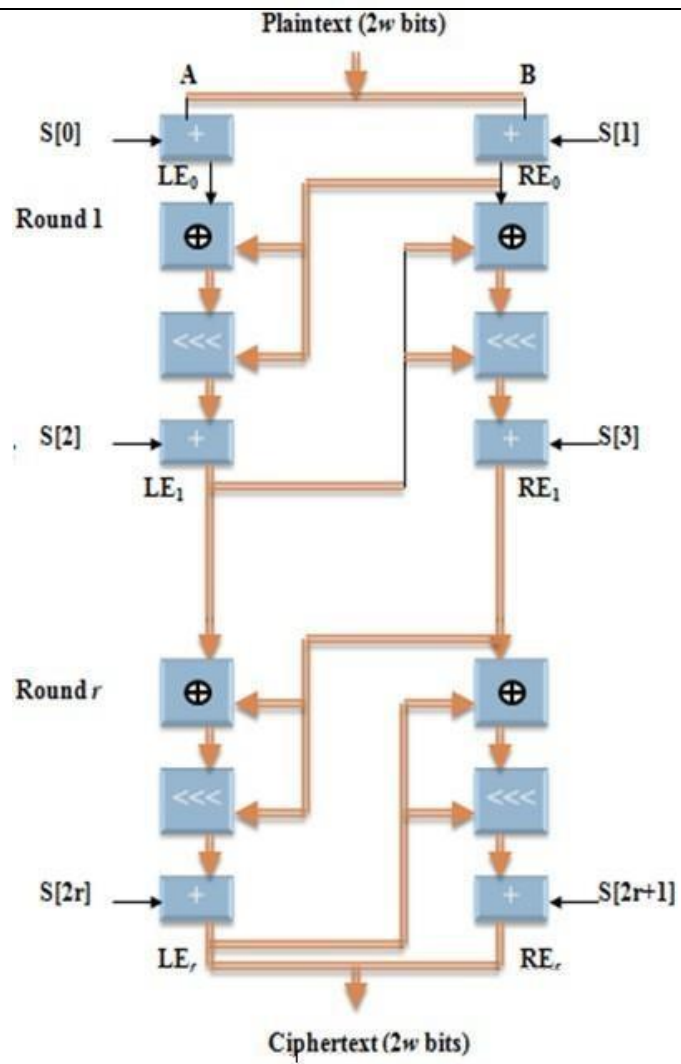 Plaintext (2w bits)
A B
S[0] + + S[1]
LE₀ RE₀
Round 1 ⊕ ⊕
<<< <<<
S[2] + + S[3]
LE₁ RE₁
Round r ⊕ ⊕
<<< <<<
S[2r] + + S[2r+1]
LEᵣ REᵣ
Ciphertext (2w bits)